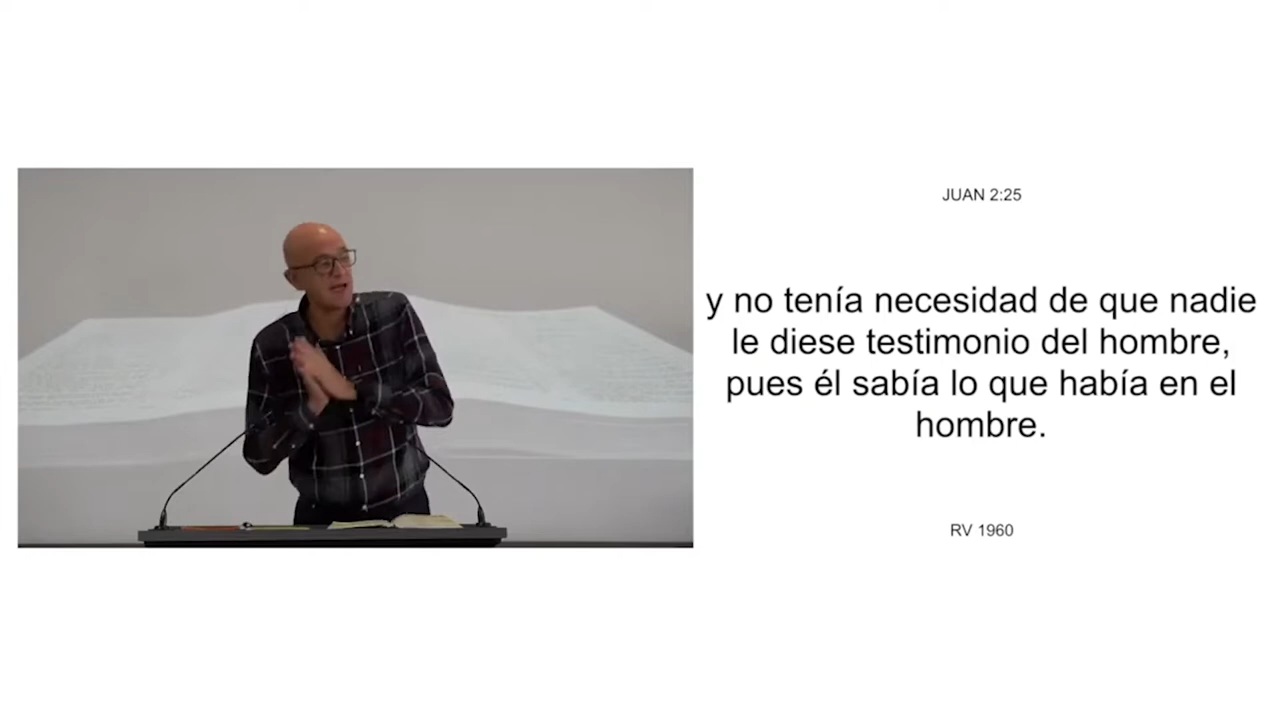 JUAN 2:25
y no tenía necesidad de que nadie
le diese testimonio del hombre,
pues él sabía lo que había en el
hombre.
RV 1960